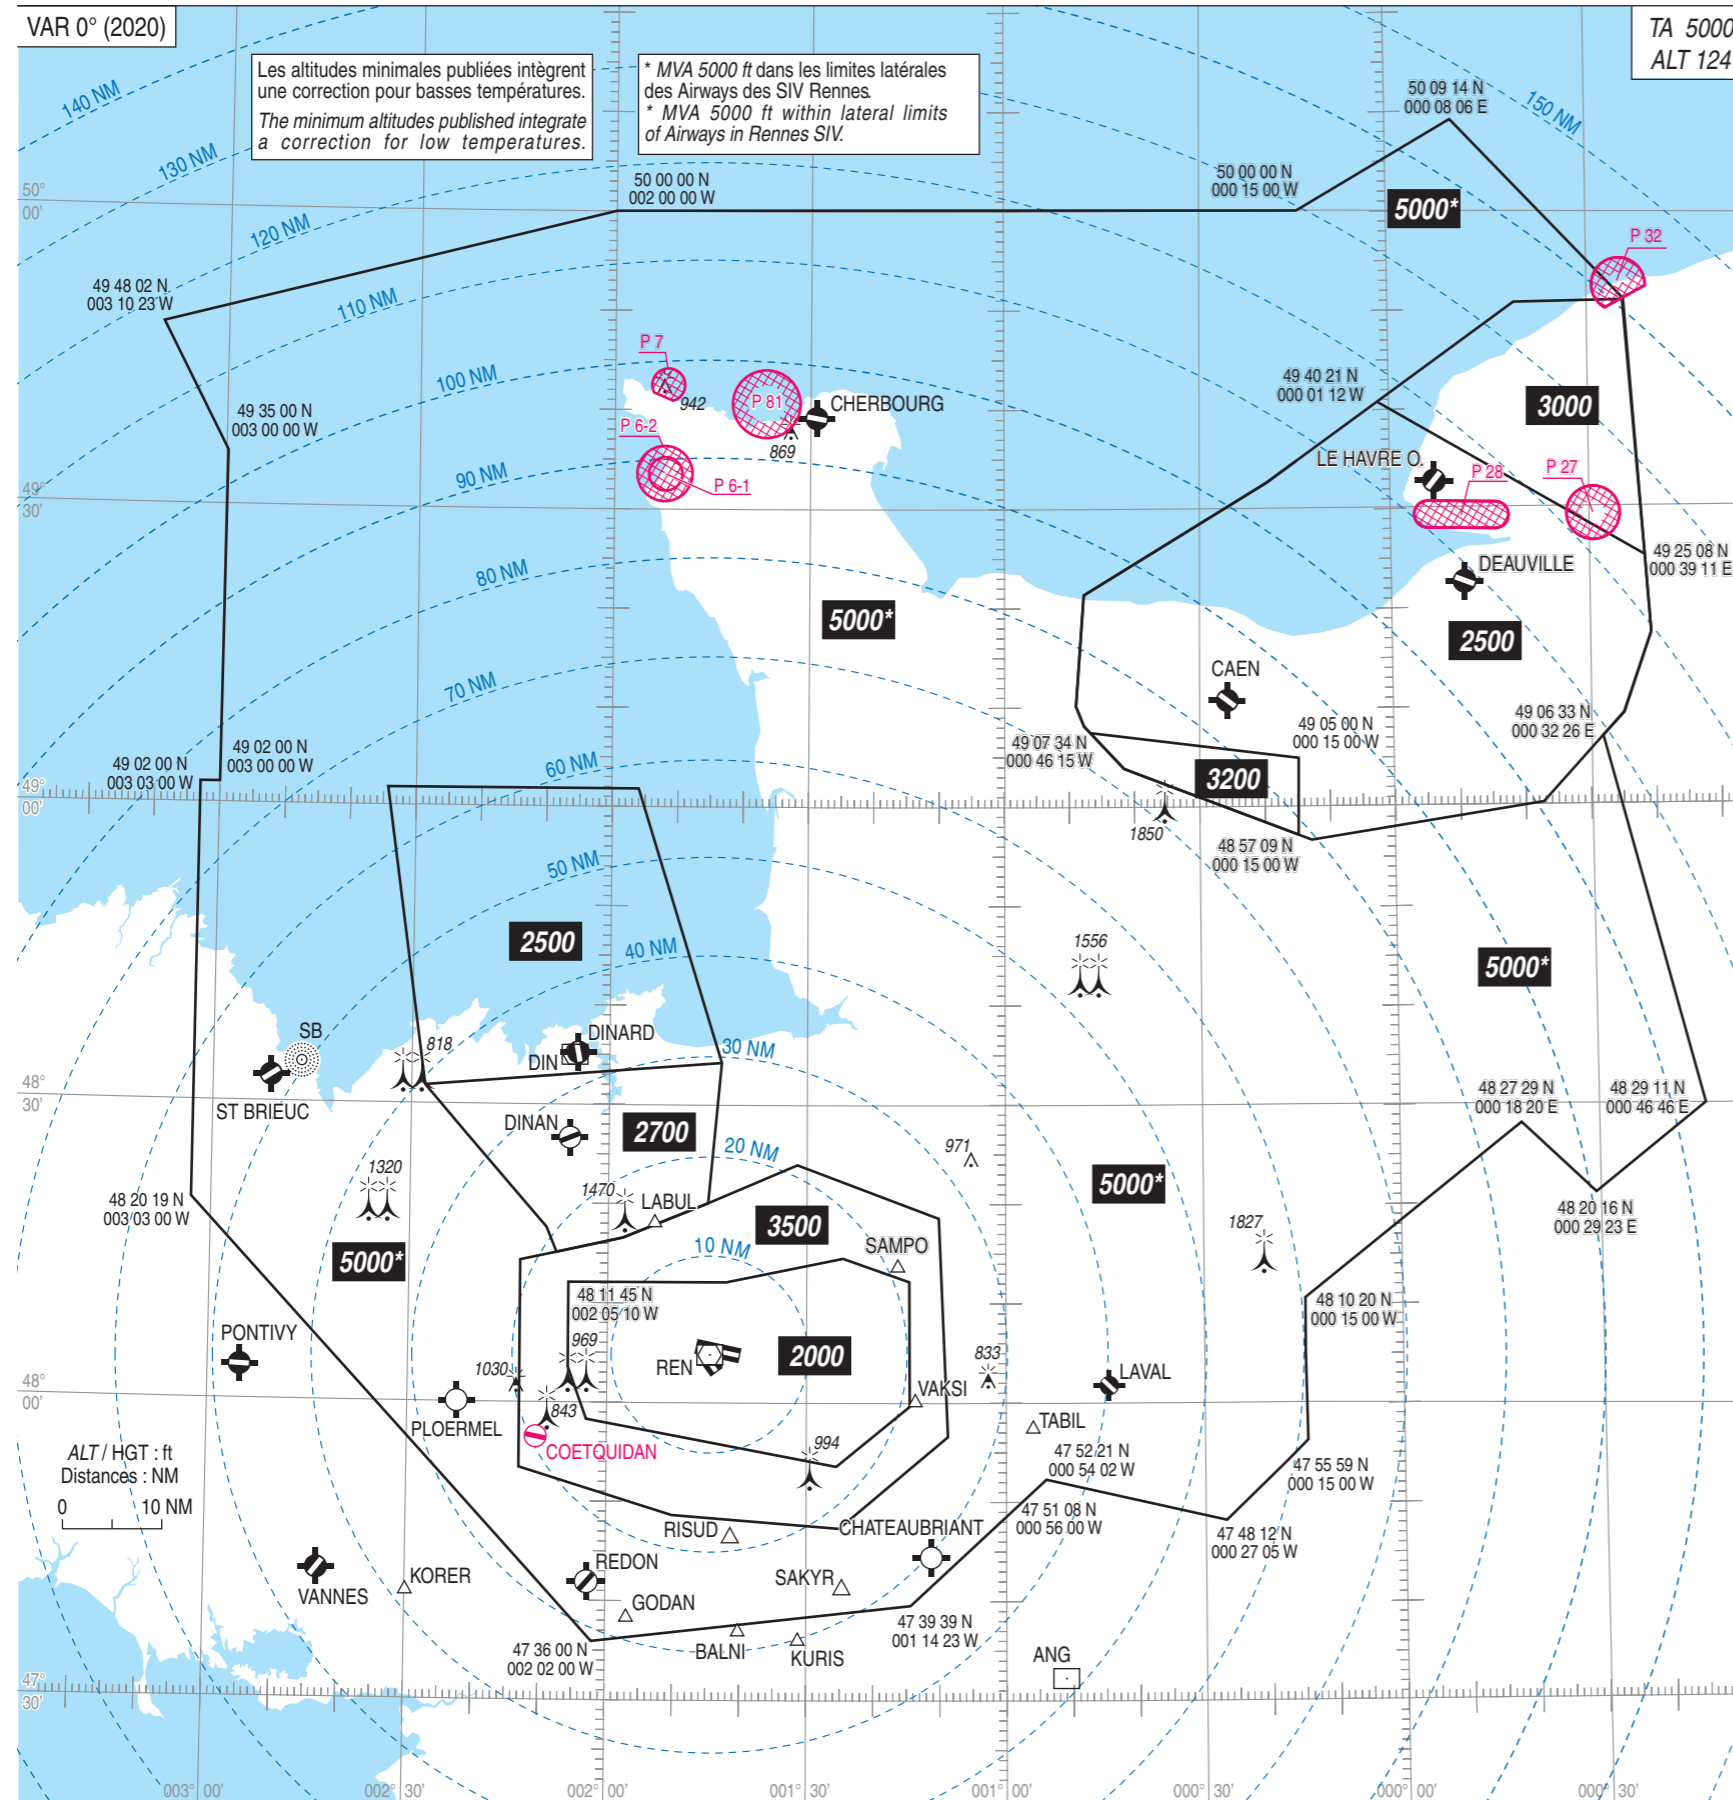 VAR 0° (2020)
TA 5000
ALT 124
Les altitudes minimales publiées intègrent
une correction pour basses températures.
The minimum altitudes published integrate
a correction for low temperatures.
* MVA 5000 ft dans les limites latérales
des Airways des SIV Rennes.
* MVA 5000 ft within lateral limits
of Airways in Rennes SIV.
140 NM
130 NM
120 NM
110 NM
100 NM
90 NM
80 NM
70 NM
60 NM
50 NM
40 NM
30 NM
20 NM
10 NM
150 NM
50 09 14 N
000 08 06 E
50 00 00 N
002 00 00 W
50 00 00 N
000 15 00 W
5000*
P 32
50°
00'
49 48 02 N
003 10 23 W
49 35 00 N
003 00 00 W
P 7
942
P 81
CHERBOURG
869
P 6-2
P 6-1
49 40 21 N
000 01 12 W
3000
LE HAVRE O.
P 28
P 27
49°
30'
49 25 08 N
000 39 11 E
DEAUVILLE
5000*
2500
CAEN
49 06 33 N
000 32 26 E
49 05 00 N
000 15 00 W
49 07 34 N
000 46 15 W
49 02 00 N
003 03 00 W
49 02 00 N
003 00 00 W
3200
49°
00'
1850
48 57 09 N
000 15 00 W
2500
1556
5000*
SB
818
DINARD
DIN
ST BRIEUC
48°
30'
48 27 29 N
000 18 20 E
48 29 11 N
000 46 46 E
DINAN
2700
971
1320
1470
LABUL
5000*
48 20 19 N
003 03 00 W
48 20 16 N
000 29 23 E
3500
1827
SAMPO
5000*
48 11 45 N
002 05 10 W
48 10 20 N
000 15 00 W
PONTIVY
969
REN
2000
1030
833
LAVAL
48°
00'
VAKSI
843
PLOERMEL
TABIL
COETQUIDAN
994
ALT / HGT : ft
Distances : NM
0 10 NM
47 52 21 N
000 54 02 W
47 55 59 N
000 15 00 W
47 51 08 N
000 56 00 W
47 48 12 N
000 27 05 W
RISUD
CHATEAUBRIANT
REDON
KORER
VANNES
SAKYR
GODAN
47 39 39 N
001 14 23 W
47 36 00 N
002 02 00 W
BALNI
KURIS
ANG
47°
30'
003° 00'
002° 30'
002° 00'
001° 30'
001° 00'
000° 30'
000° 00'
000° 30'